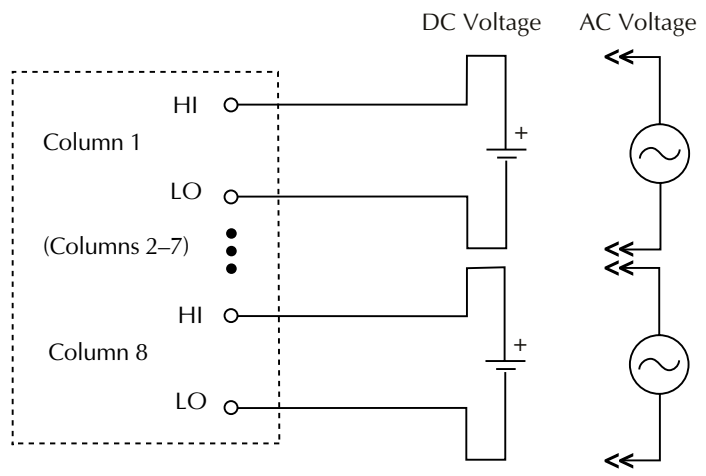 DC Voltage AC Voltage
HI
Column 1
+
LO
(Columns 2–7)
HI
Column 8
+
LO